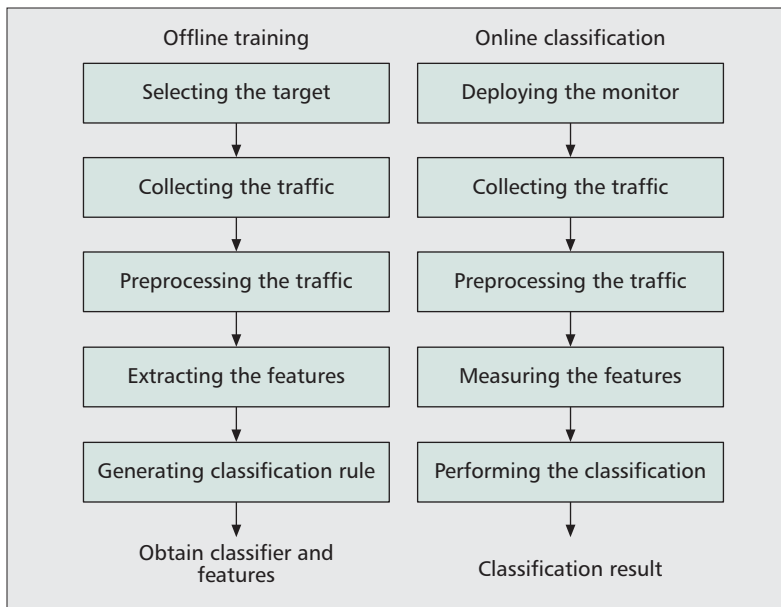 Offline training
Selecting the target
Collecting the traffic
Preprocessing the traffic
Extracting the features
Generating classification rule
Obtain classifier and
features
Online classification
Deploying the monitor
Collecting the traffic
Preprocessing the traffic
Measuring the features
Performing the classification
Classification result